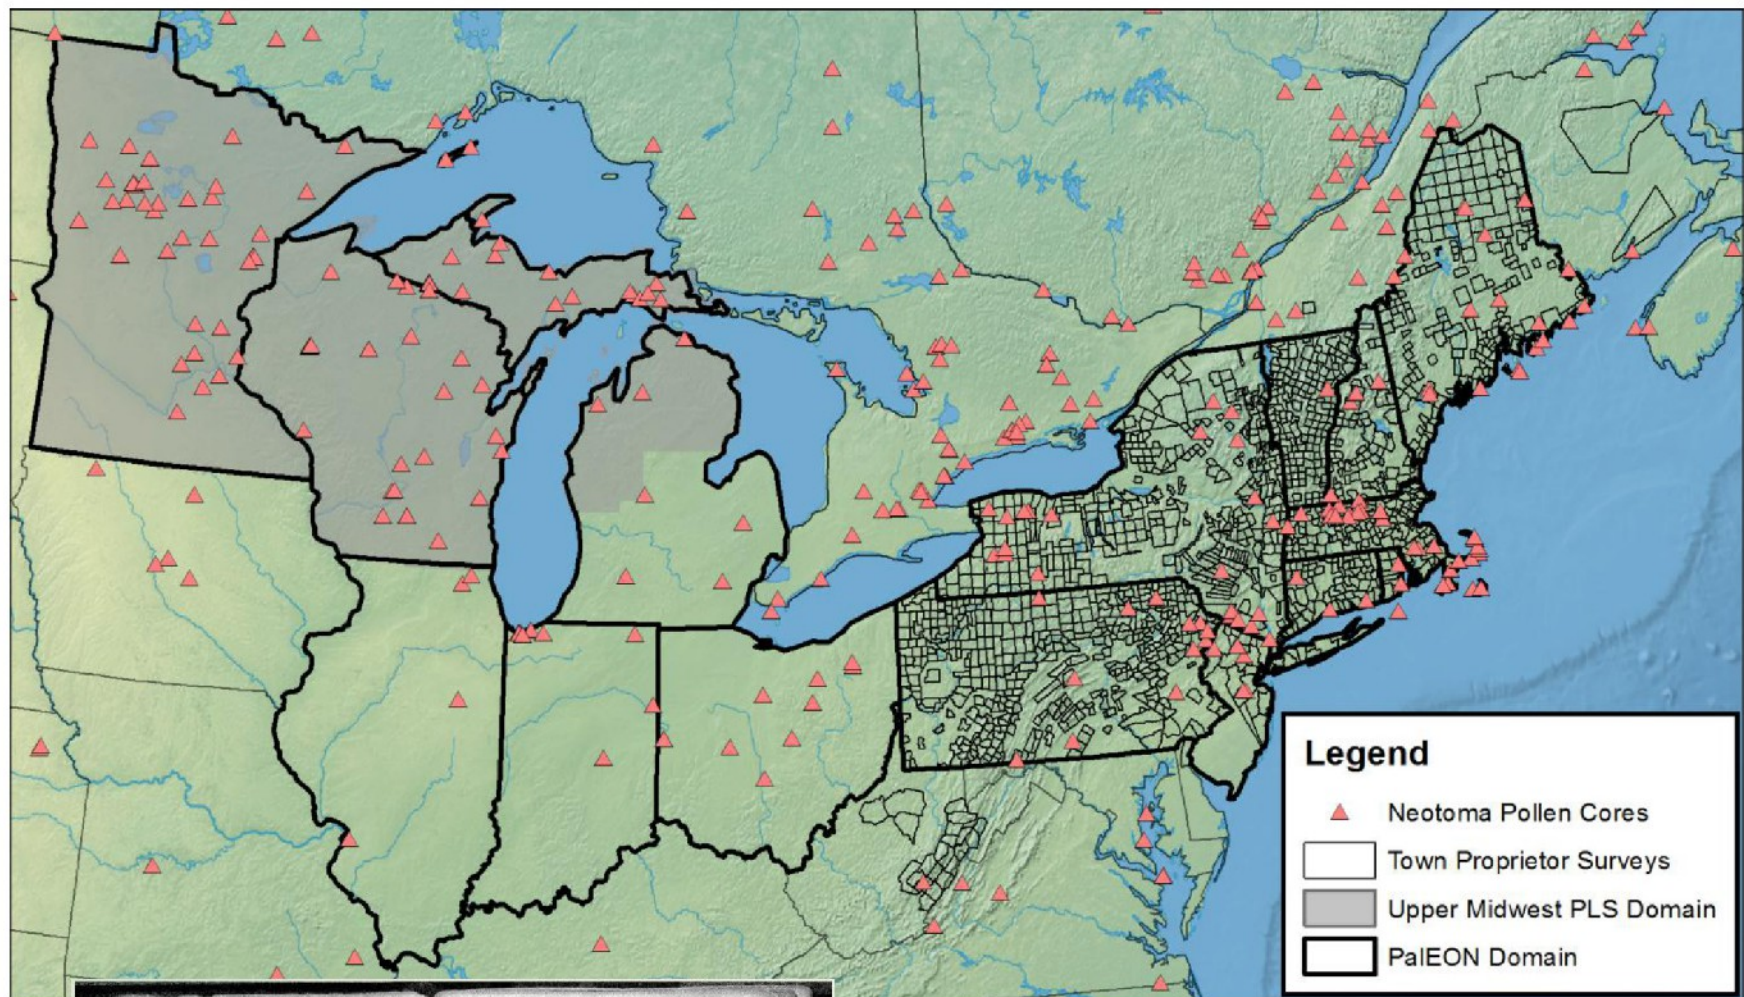 Legend
Neotoma Pollen Cores
Town Proprietor Surveys
Upper Midwest PLS Domain
PalEON Domain